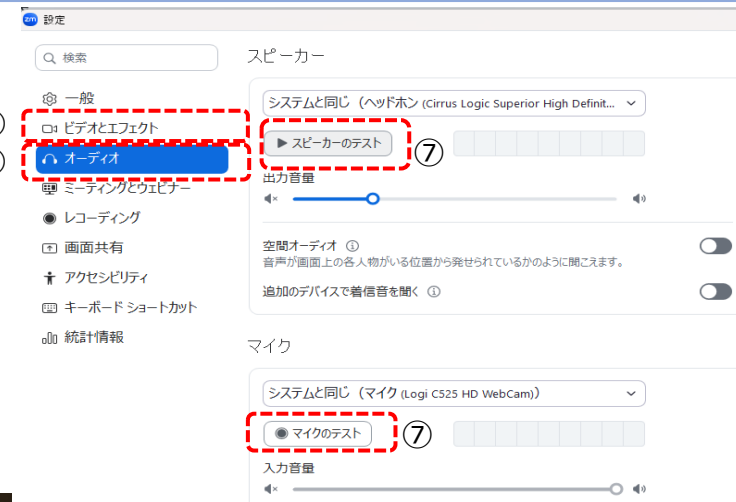 zm 設定
検索
一般
ビデオとエフェクト
オーディオ
ミーティングとウェビナー
レコーディング
画面共有
アクセシビリティ
キーボード ショートカット
統計情報
スピーカー
システムと同じ（ヘッドホン (Cirrus Logic Superior High Definit...
スピーカーのテスト ⑦
出力音量
空間オーディオ
音声が画面上の各人物がいる位置から発せられているかのように聞こえます。
追加のデバイスで着信音を聞く
マイク
システムと同じ（マイク (Logi C525 HD WebCam)）
マイクのテスト ⑦
入力音量